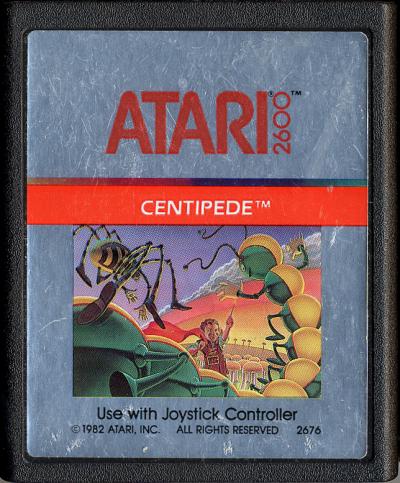 ATARI® 2600™
CENTIPEDE™
Use with Joystick Controller
© 1982 ATARI, INC. ALL RIGHTS RESERVED 2676